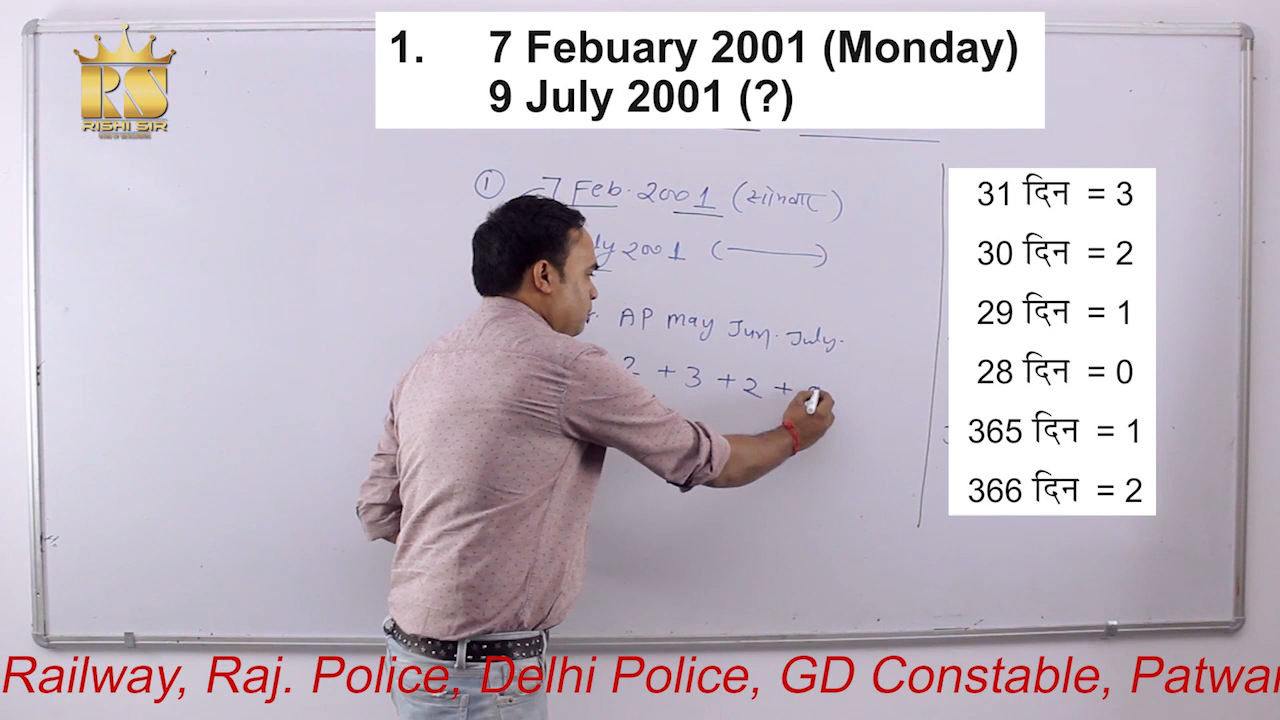 RS
RISHI SIR
1. 7 Febuary 2001 (Monday)
9 July 2001 (?)
① 7 Feb. 2001 (सोमवार)
ly 2001 ( )
AP may Jun. July.
2 + 3 + 2 +
31 दिन = 3
30 दिन = 2
29 दिन = 1
28 दिन = 0
365 दिन = 1
366 दिन = 2
Railway, Raj. Police, Delhi Police, GD Constable, Patwar